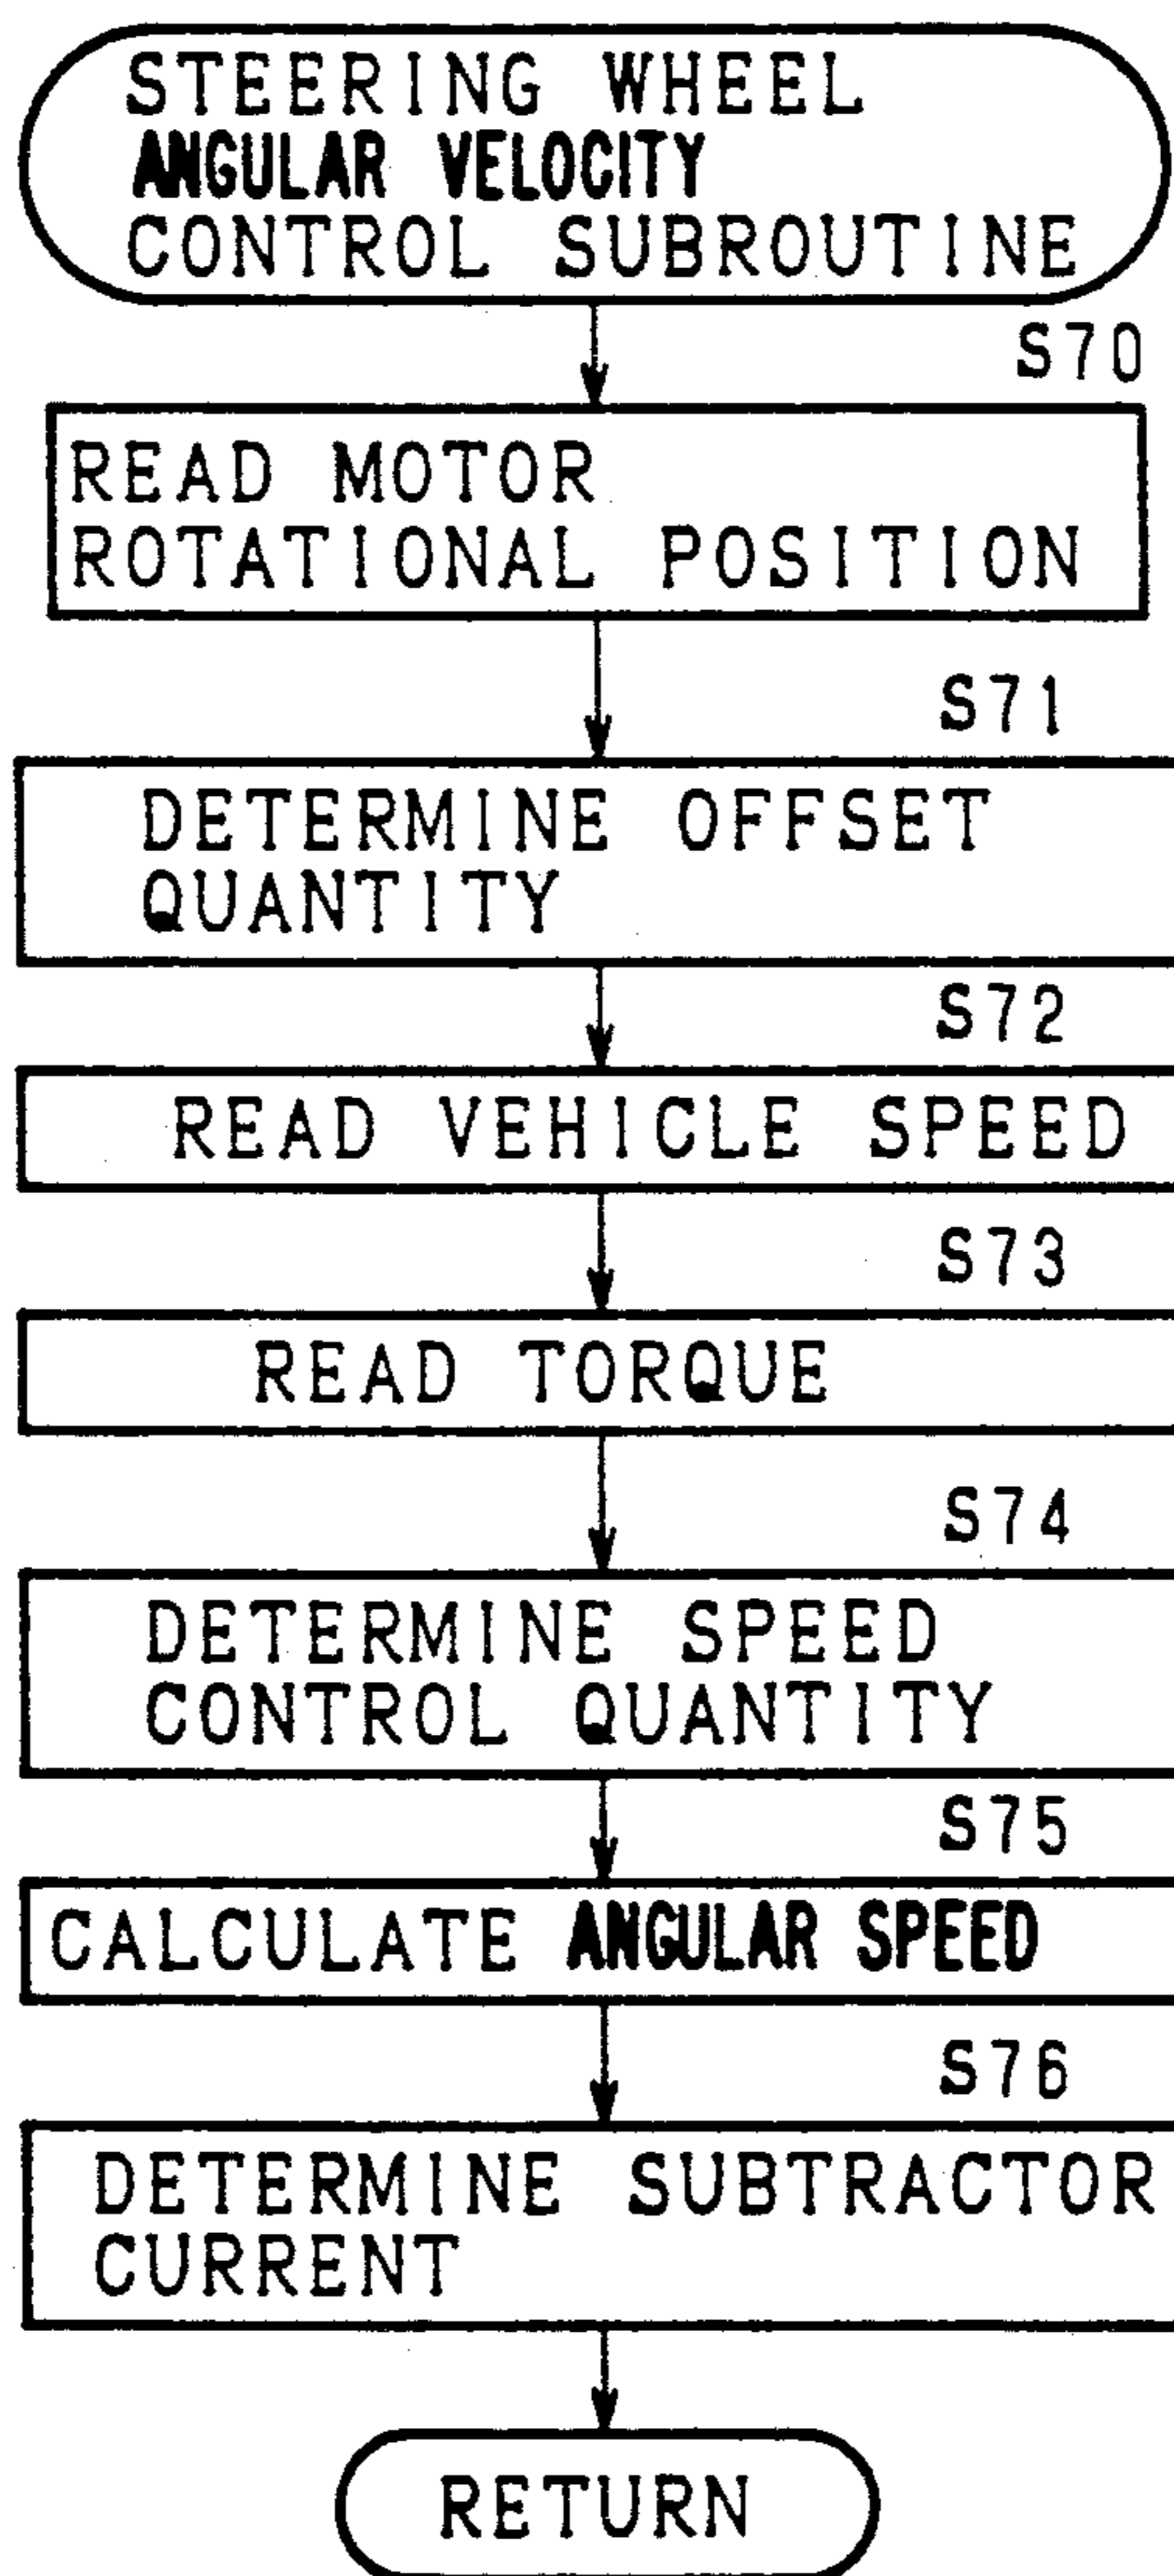 STEERING WHEEL
ANGULAR VELOCITY
CONTROL SUBROUTINE
S70
READ MOTOR
ROTATIONAL POSITION
S71
DETERMINE OFFSET
QUANTITY
S72
READ VEHICLE SPEED
S73
READ TORQUE
S74
DETERMINE SPEED
CONTROL QUANTITY
S75
CALCULATE ANGULAR SPEED
S76
DETERMINE SUBTRACTOR
CURRENT
RETURN